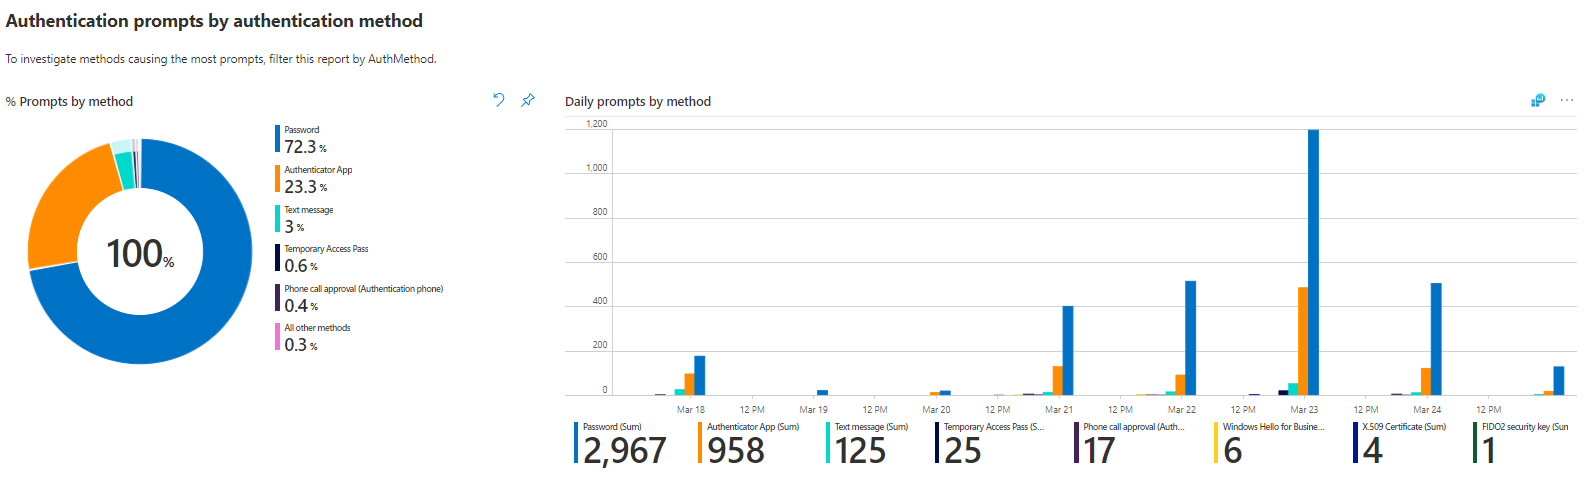 Authentication prompts by authentication method
To investigate methods causing the most prompts, filter this report by AuthMethod.
% Prompts by method
100%
Password
72.3 %
Authenticator App
23.3 %
Text message
3 %
Temporary Access Pass
0.6 %
Phone call approval (Authentication phone)
0.4 %
All other methods
0.3 %
Daily prompts by method
1,200
1,000
800
600
400
200
0
Mar 18 12 PM Mar 19 12 PM Mar 20 12 PM Mar 21 12 PM Mar 22 12 PM Mar 23 12 PM Mar 24 12 PM
Password (Sum) Authenticator App (Sum) Text message (Sum) Temporary Access Pass (S... Phone call approval (Auth... Windows Hello for Busine... X.509 Certificate (Sum) FIDO2 security key (Sum
2,967 958 125 25 17 6 4 1